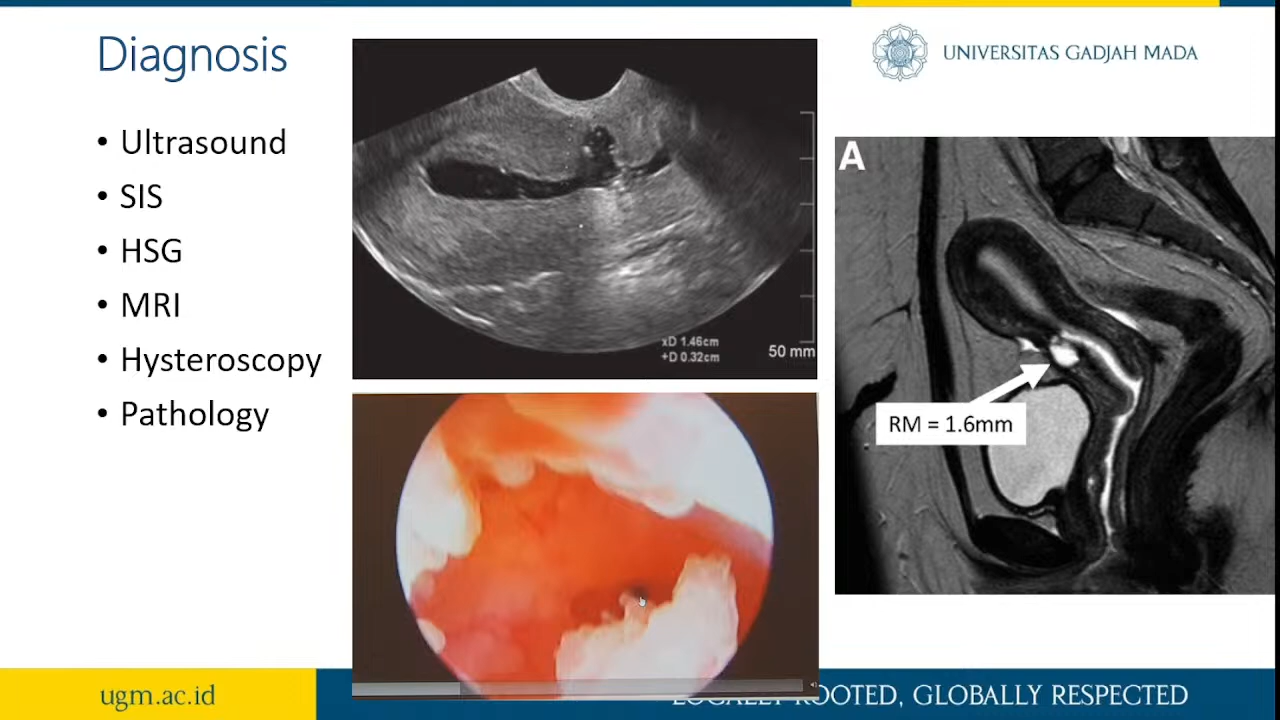 Diagnosis
UNIVERSITAS GADJAH MADA
• Ultrasound
• SIS
• HSG
• MRI
• Hysteroscopy
• Pathology
xD 1.46cm
+D 0.32cm
50 mm
A
RM = 1.6mm
ugm.ac.id
ROOTED, GLOBALLY RESPECTED